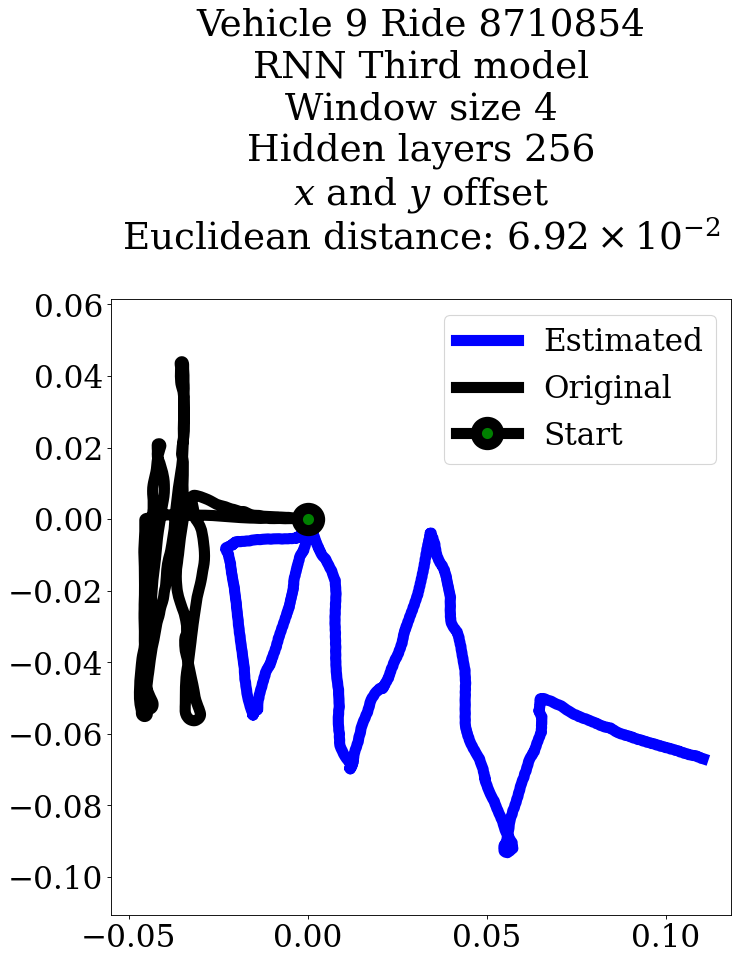 Vehicle 9 Ride 8710854
RNN Third model
Window size 4
Hidden layers 256
x and y offset
Euclidean distance: 6.92 × 10⁻²
0.06
0.04
0.02
0.00
−0.02
−0.04
−0.06
−0.08
−0.10
Estimated
Original
Start
−0.05
0.00
0.05
0.10